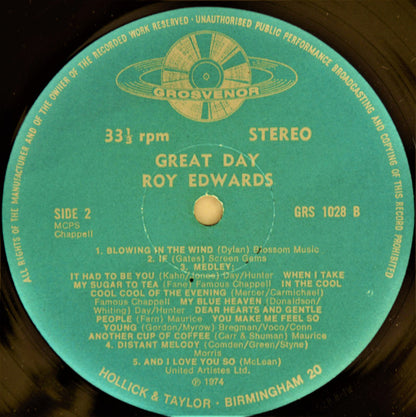 ALL RIGHTS OF THE MANUFACTURER AND OF THE OWNER OF THE RECORDED WORK RESERVED · UNAUTHORISED PUBLIC PERFORMANCE BROADCASTING AND COPYING OF THIS RECORD PROHIBITED
GROSVENOR
33⅓ rpm
STEREO
GREAT DAY
ROY EDWARDS
SIDE 2
GRS 1028 B
MCPS
Chappell
1. BLOWING IN THE WIND (Dylan) Blossom Music
2. IF (Gates) Screen Gems
3. MEDLEY:
IT HAD TO BE YOU (Kahn/Jones) Day/Hunter WHEN I TAKE
MY SUGAR TO TEA (Fane) Famous Chappell IN THE COOL
COOL COOL OF THE EVENING (Mercer/Carmichael)
Famous Chappell MY BLUE HEAVEN (Donaldson/
Whiting) Day/Hunter DEAR HEARTS AND GENTLE
PEOPLE (Farn) Maurice YOU MAKE ME FEEL SO
YOUNG (Gordon/Myrow) Bregman/Voco/Conn
ANOTHER CUP OF COFFEE (Carr & Shuman) Maurice
4. DISTANT MELODY (Comden/Green/Styne)
Morris
5. AND I LOVE YOU SO (McLean)
United Artistes Ltd.
℗ 1974
HOLLICK & TAYLOR - BIRMINGHAM 20